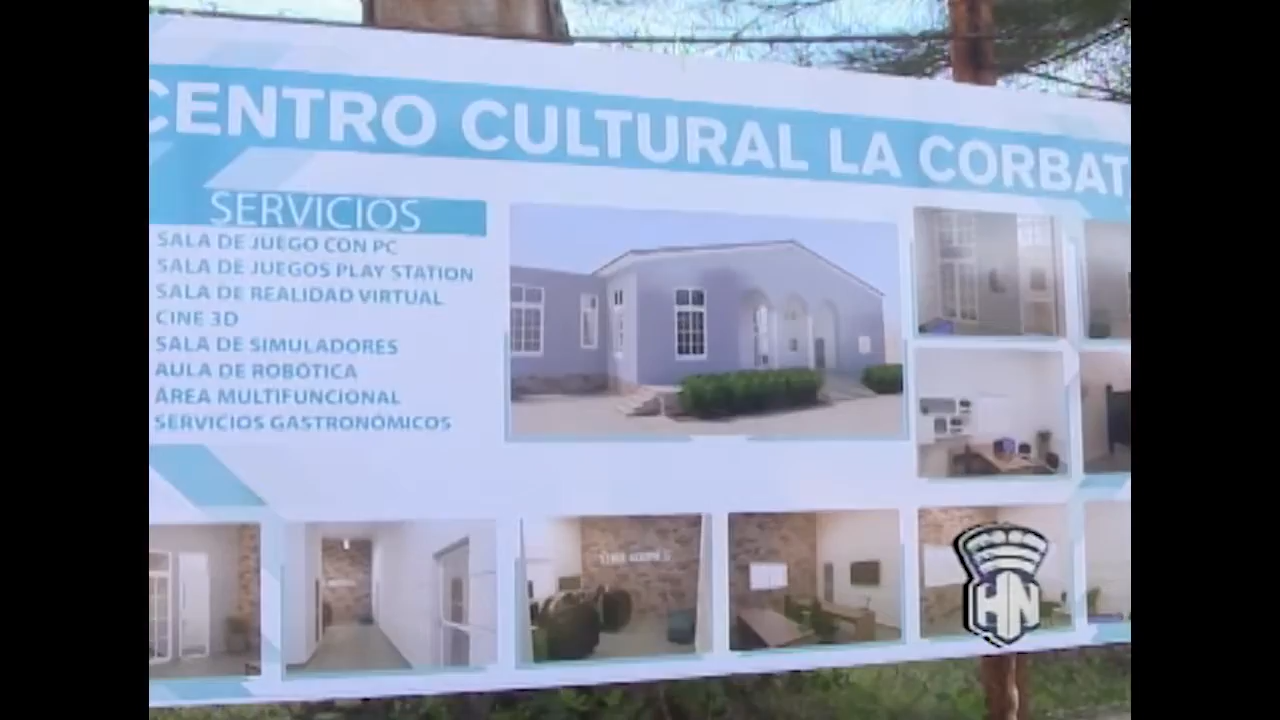 CENTRO CULTURAL LA CORBAT
SERVICIOS
SALA DE JUEGO CON PC
SALA DE JUEGOS PLAY STATION
SALA DE REALIDAD VIRTUAL
CINE 3D
SALA DE SIMULADORES
AULA DE ROBÓTICA
ÁREA MULTIFUNCIONAL
SERVICIOS GASTRONÓMICOS
HN